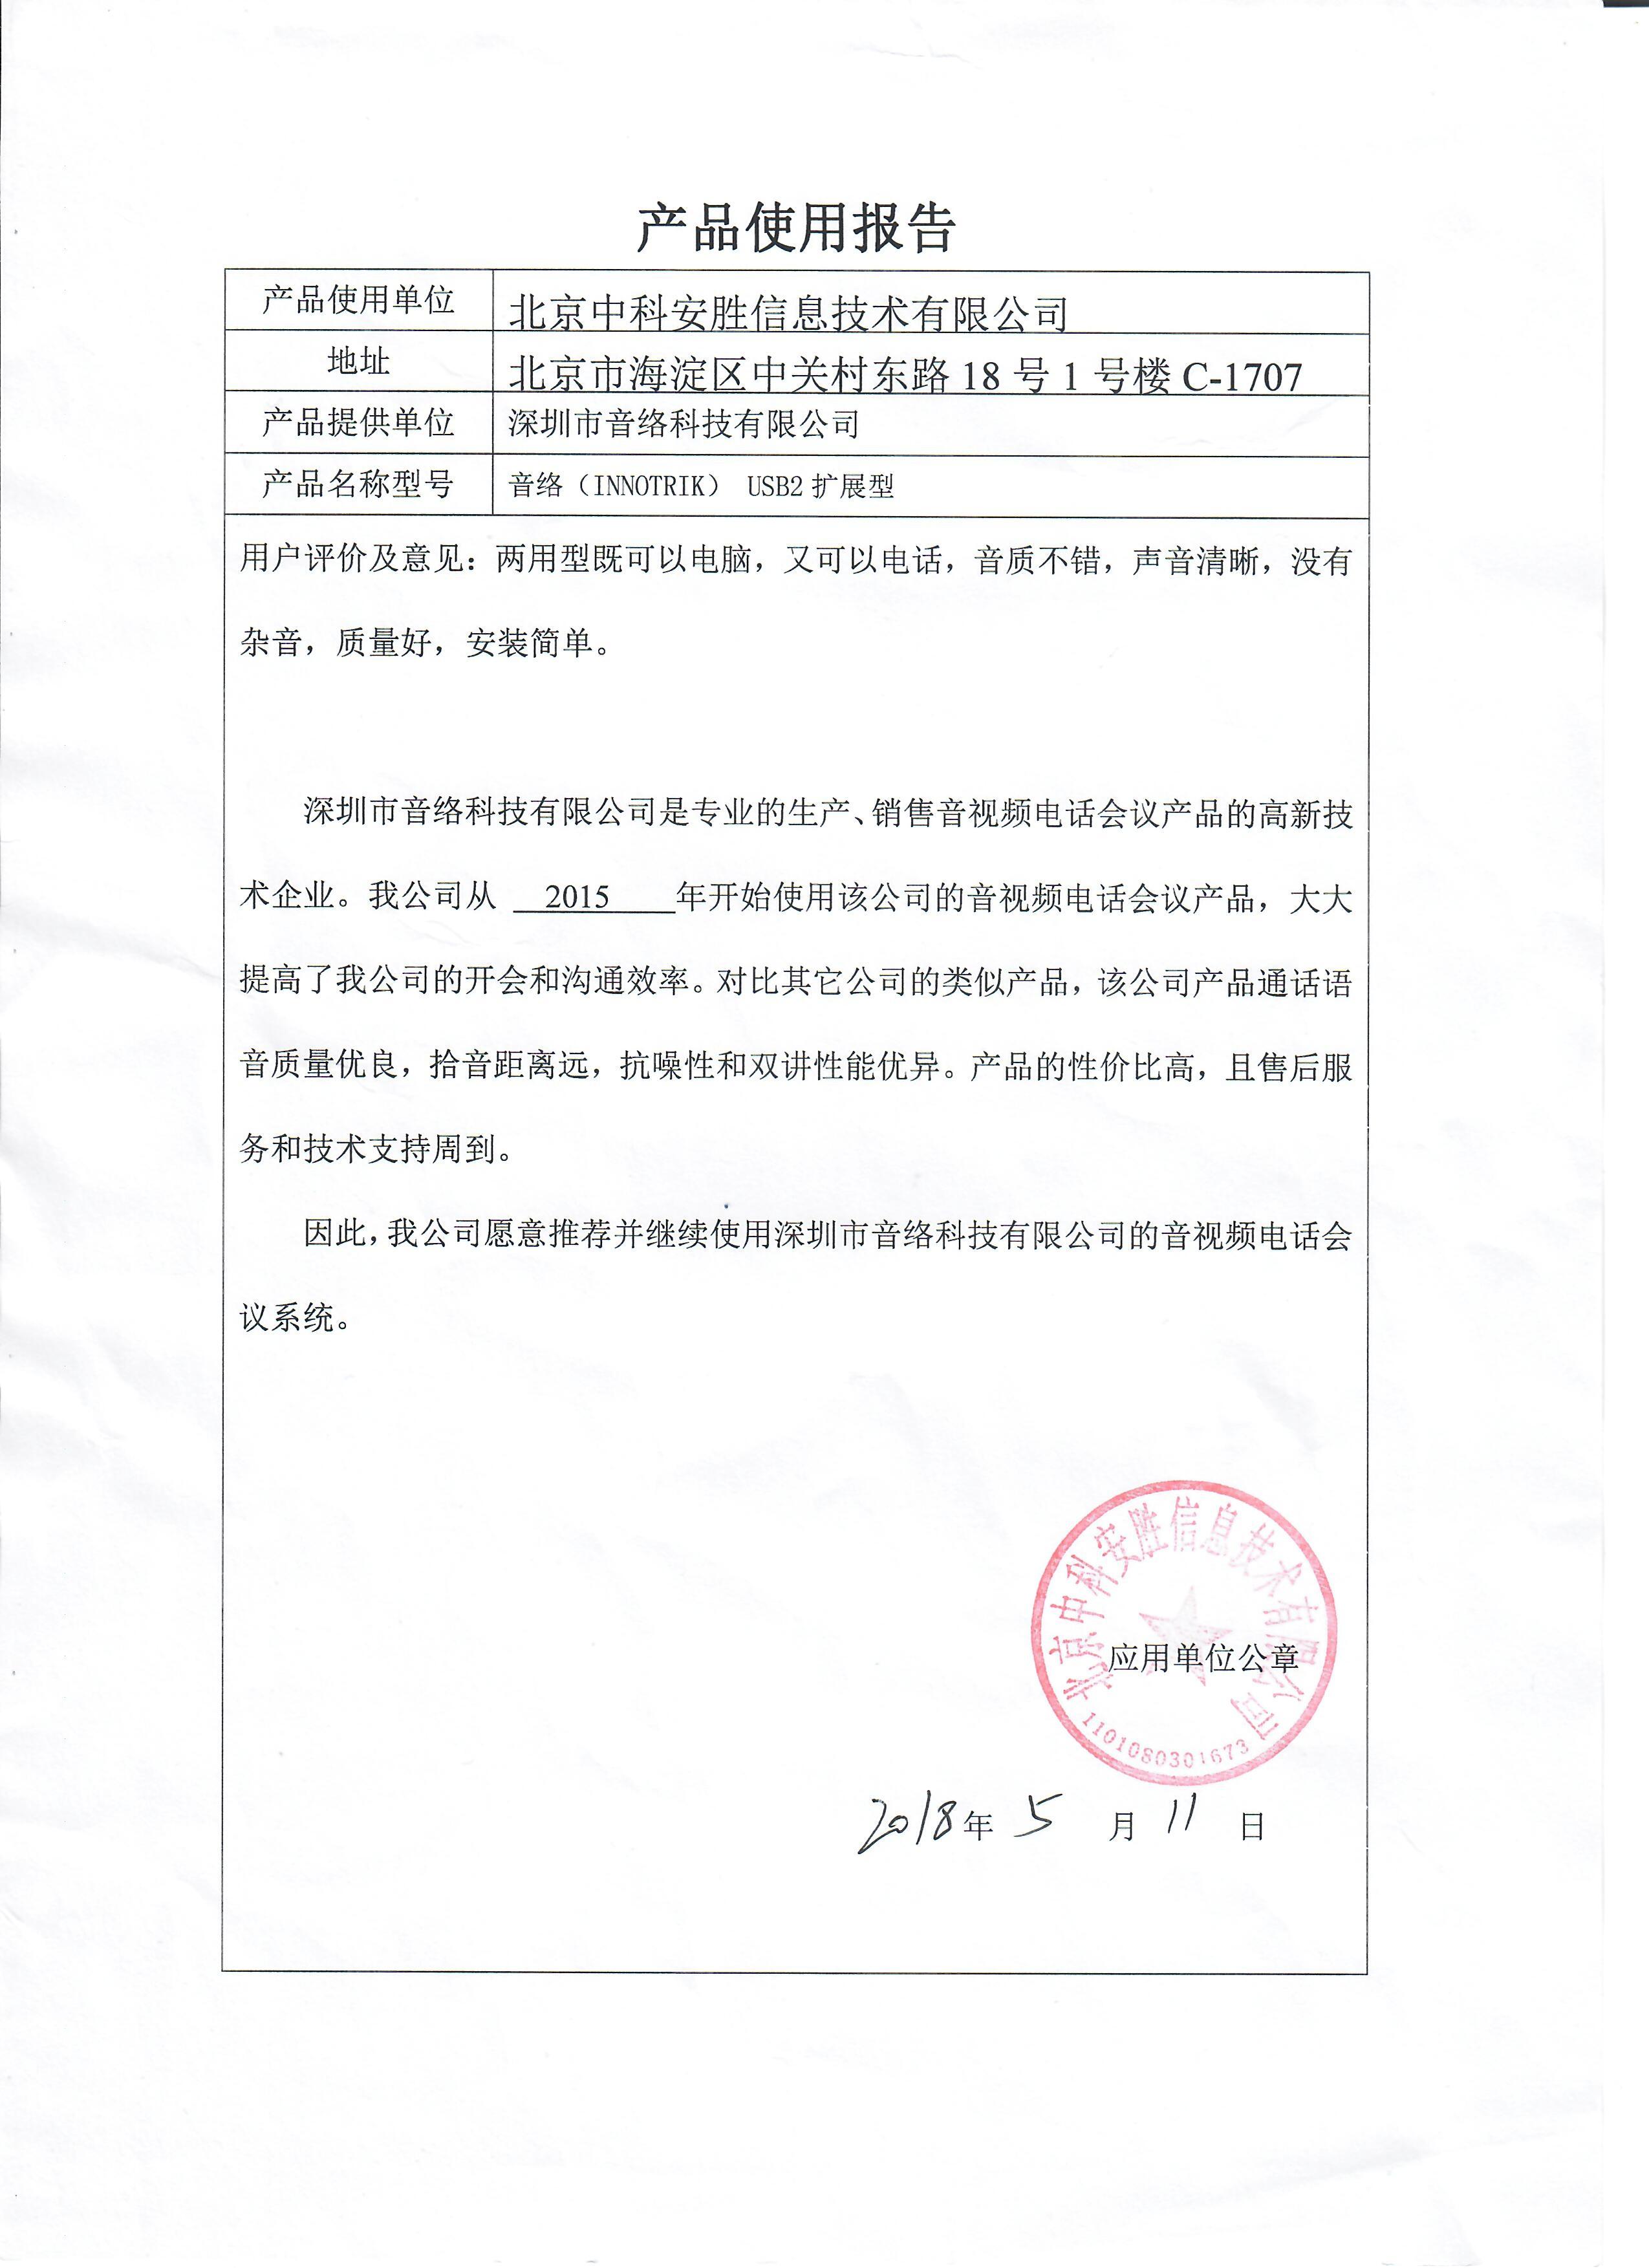 产品使用报告
产品使用单位 北京中科安胜信息技术有限公司
地址 北京市海淀区中关村东路 18 号 1 号楼 C-1707
产品提供单位 深圳市音络科技有限公司
产品名称型号 音络（INNOTRIK） USB2 扩展型
用户评价及意见：两用型既可以电脑，又可以电话，音质不错，声音清晰，没有
杂音，质量好，安装简单。
深圳市音络科技有限公司是专业的生产、销售音视频电话会议产品的高新技
术企业。我公司从 2015 年开始使用该公司的音视频电话会议产品，大大
提高了我公司的开会和沟通效率。对比其它公司的类似产品，该公司产品通话语
音质量优良，拾音距离远，抗噪性和双讲性能优异。产品的性价比高，且售后服
务和技术支持周到。
因此，我公司愿意推荐并继续使用深圳市音络科技有限公司的音视频电话会
议系统。
北京中科安胜信息技术有限公司
应用单位公章
1101080301673
2018年 5 月 11 日